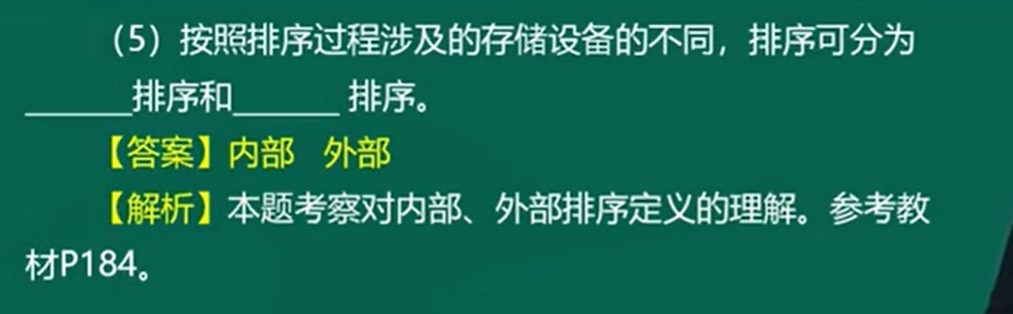 （5）按照排序过程涉及的存储设备的不同，排序可分为
_______排序和_______ 排序。
【答案】内部 外部
【解析】本题考察对内部、外部排序定义的理解。参考教
材P184。